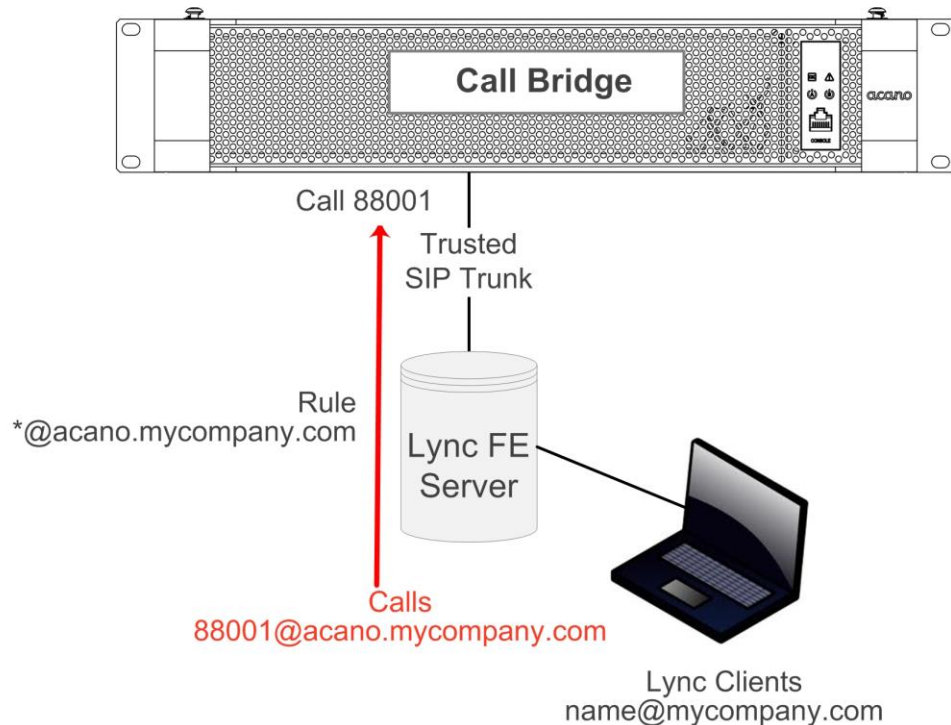 Call Bridge
acano
CONSOLE
Call 88001
Trusted
SIP Trunk
Rule
*@acano.mycompany.com
Lync FE
Server
Calls
88001@acano.mycompany.com
Lync Clients
name@mycompany.com